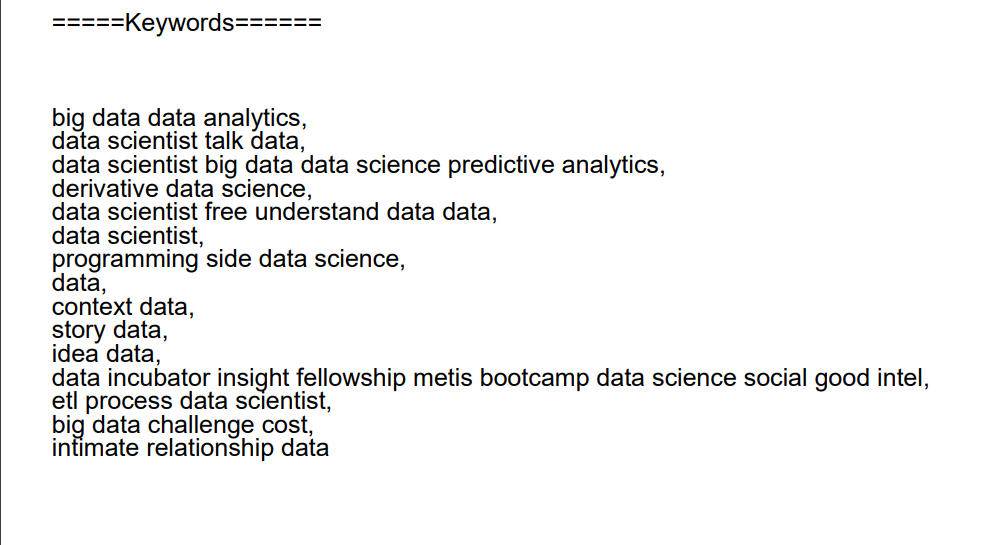 =====Keywords======
big data data analytics,
data scientist talk data,
data scientist big data data science predictive analytics,
derivative data science,
data scientist free understand data data,
data scientist,
programming side data science,
data,
context data,
story data,
idea data,
data incubator insight fellowship metis bootcamp data science social good intel,
etl process data scientist,
big data challenge cost,
intimate relationship data